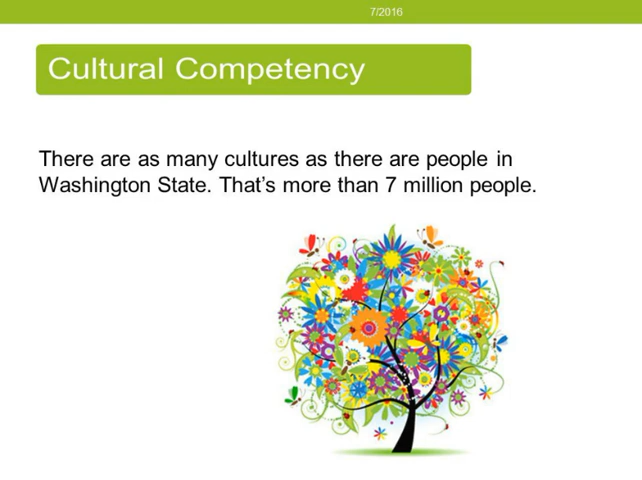 7/2016
Cultural Competency
There are as many cultures as there are people in
Washington State. That’s more than 7 million people.